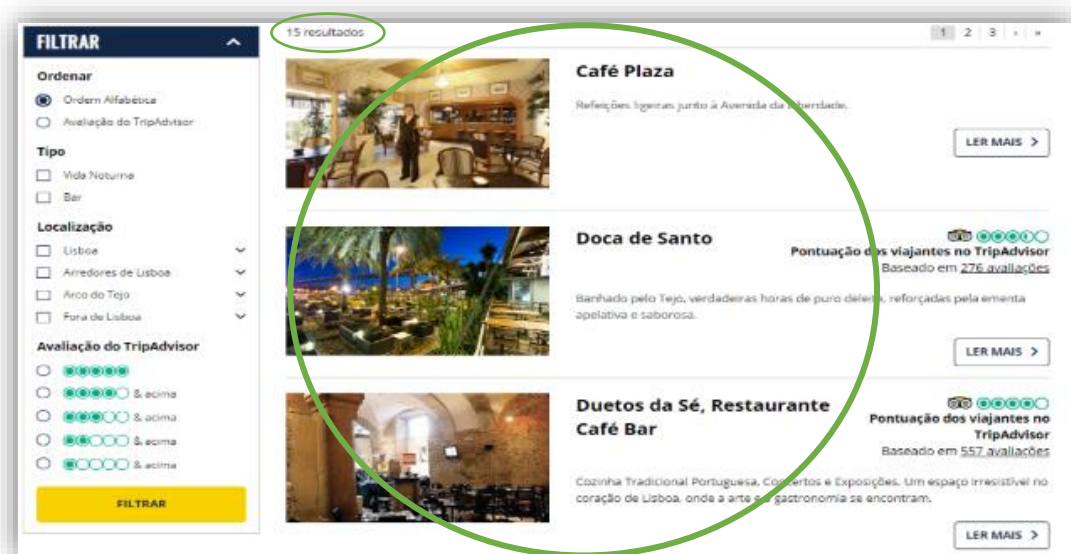 FILTRAR
Ordenar
Ordem Alfabética
Avaliação do TripAdvisor
Tipo
Vida Noturna
Bar
Localização
Lisboa
Arredores de Lisboa
Arco do Tejo
Fora de Lisboa
Avaliação do TripAdvisor
& acima
& acima
& acima
& acima
FILTRAR
15 resultados
1 2 3 › »
Café Plaza
Refeições ligeiras junto à Avenida da Liberdade.
LER MAIS >
Doca de Santo
Pontuação dos viajantes no TripAdvisor
Baseado em 276 avaliações
Banhado pelo Tejo, verdadeiras horas de puro deleite, reforçadas pela ementa
apelativa e saborosa.
LER MAIS >
Duetos da Sé, Restaurante
Café Bar
Pontuação dos viajantes no
TripAdvisor
Baseado em 557 avaliações
Cozinha Tradicional Portuguesa, Concertos e Exposições. Um espaço irresistível no
coração de Lisboa, onde a arte e a gastronomia se encontram.
LER MAIS >